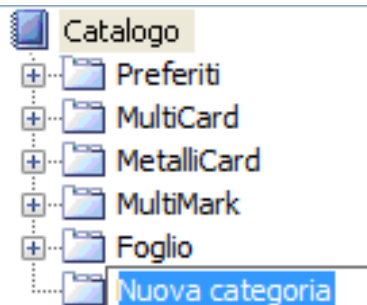 Catalogo
Preferiti
MultiCard
MetalliCard
MultiMark
Foglio
Nuova categoria